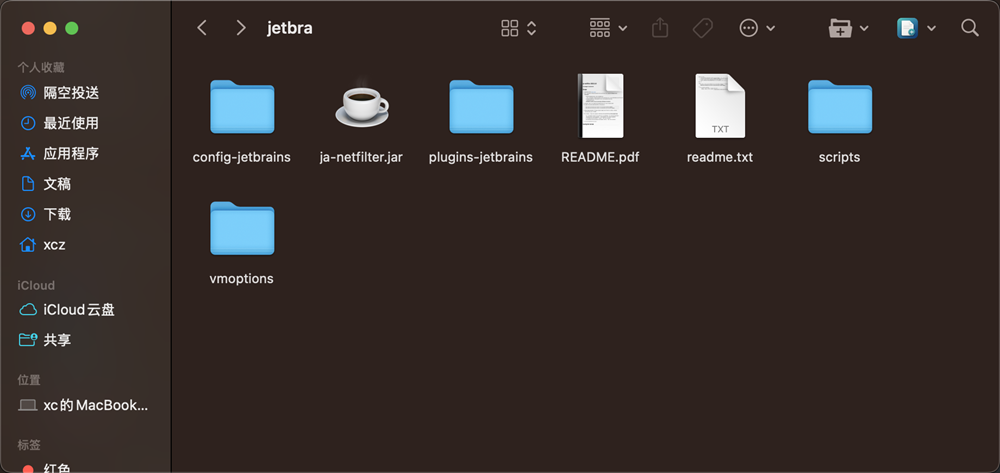 jetbra
个人收藏
隔空投送
最近使用
应用程序
文稿
下载
xcz
iCloud
iCloud云盘
共享
位置
xc的MacBook...
标签
红色
config-jetbrains
ja-netfilter.jar
plugins-jetbrains
README.pdf
TXT
readme.txt
scripts
vmoptions